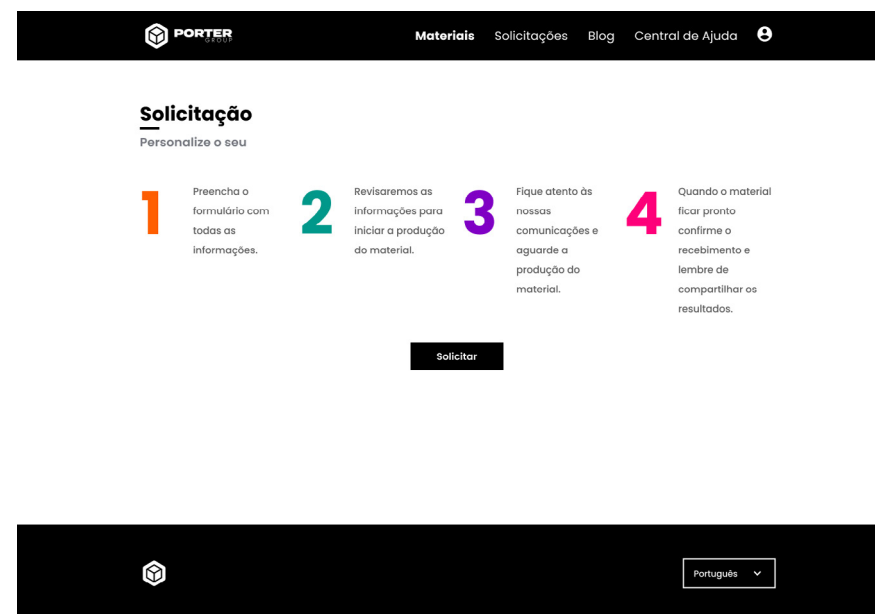 PORTER
GROUP
Materiais
Solicitações
Blog
Central de Ajuda
Solicitação
Personalize o seu
1
Preencha o
formulário com
todas as
informações.
2
Revisaremos as
informações para
iniciar a produção
do material.
3
Fique atento às
nossas
comunicações e
aguarde a
produção do
material.
4
Quando o material
ficar pronto
confirme o
recebimento e
lembre de
compartilhar os
resultados.
Solicitar
Português